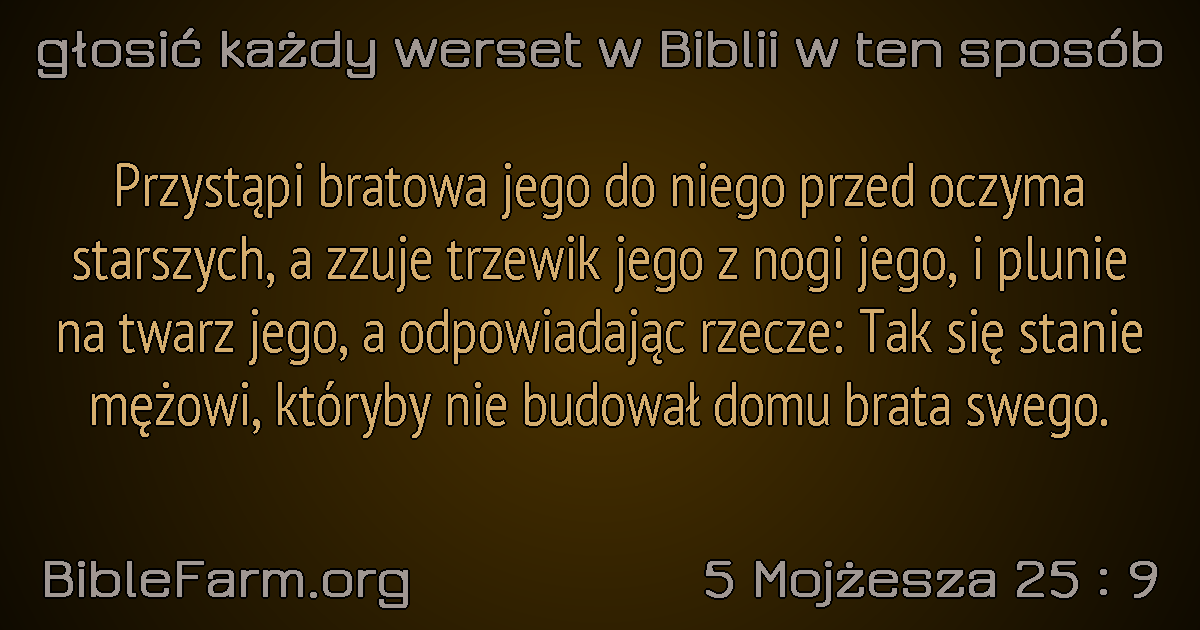 głosić każdy werset w Biblii w ten sposób
Przystąpi bratowa jego do niego przed oczyma
starszych, a zzuje trzewik jego z nogi jego, i plunie
na twarz jego, a odpowiadając rzecze: Tak się stanie
mężowi, któryby nie budował domu brata swego.
BibleFarm.org
5 Mojżesza 25 : 9